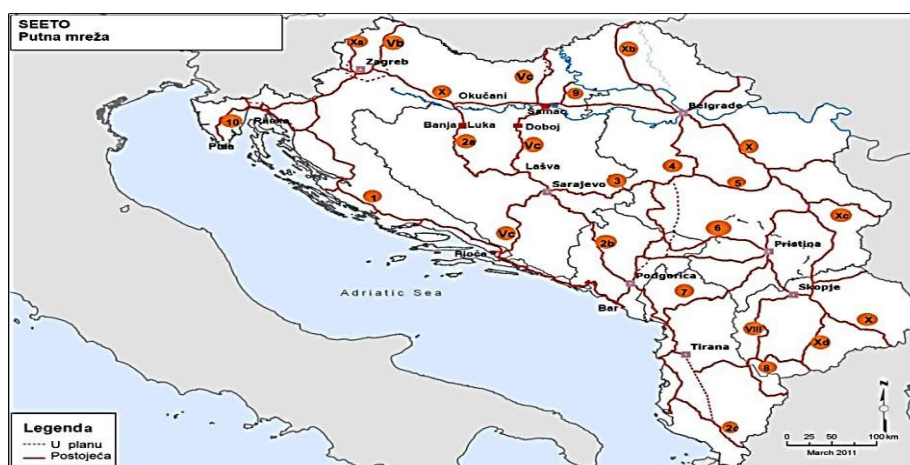 SEETO
Putna mreža
Xa
Vb
Xb
Zagreb
Vc
X
Okučani
9
Šamac
Belgrade
10
Rijeka
Pula
Banja Luka
Doboj
2a
Vc
X
Lašva
4
5
3
Sarajevo
1
Xc
6
Vc
2b
Pristina
Ploče
Podgorica
7
Skopje
Adriatic Sea
Bar
X
VIII
Xd
Tirana
8
2c
N
Legenda
U planu
Postojeća
0 25 50 100 km
March 2011